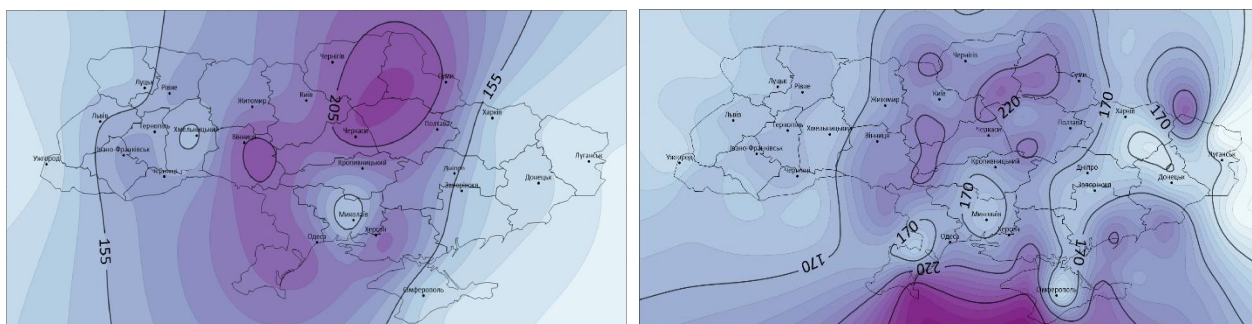 Чернігів
Луцьк
Рівне
Суми
Київ
Житомир
155
205
Львів
Харків
Тернопіль
Хмельницький
Полтава
Вінниця
Черкаси
Івано-Франківськ
Ужгород
Луганськ
Кропивницький
Чернівці
Дніпро
Донецьк
Запоріжжя
Миколаїв
Одеса
Херсон
155
Сімферополь
Чернігів
Луцьк
Рівне
Суми
170
Київ
Житомир
220
Харків
170
Львів
Тернопіль
Хмельницький
Полтава
Вінниця
Черкаси
Івано-Франківськ
Ужгород
Луганськ
Кропивницький
Чернівці
Дніпро
Донецьк
Запоріжжя
170
Миколаїв
170
Одеса
Херсон
170
170
220
Сімферополь